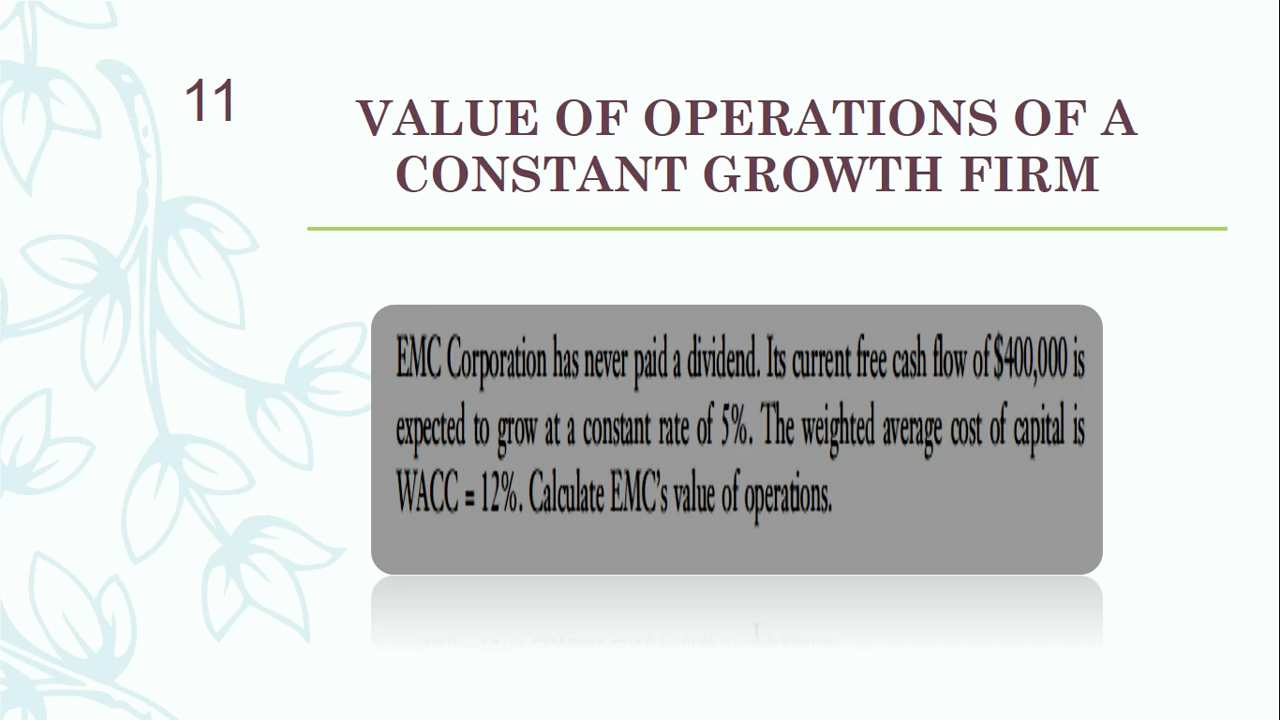 11
VALUE OF OPERATIONS OF A
CONSTANT GROWTH FIRM
EMC Corporation has never paid a dividend. Its current free cash flow of $400,000 is
expected to grow at a constant rate of 5%. The weighted average cost of capital is
WACC = 12%. Calculate EMC's value of operations.